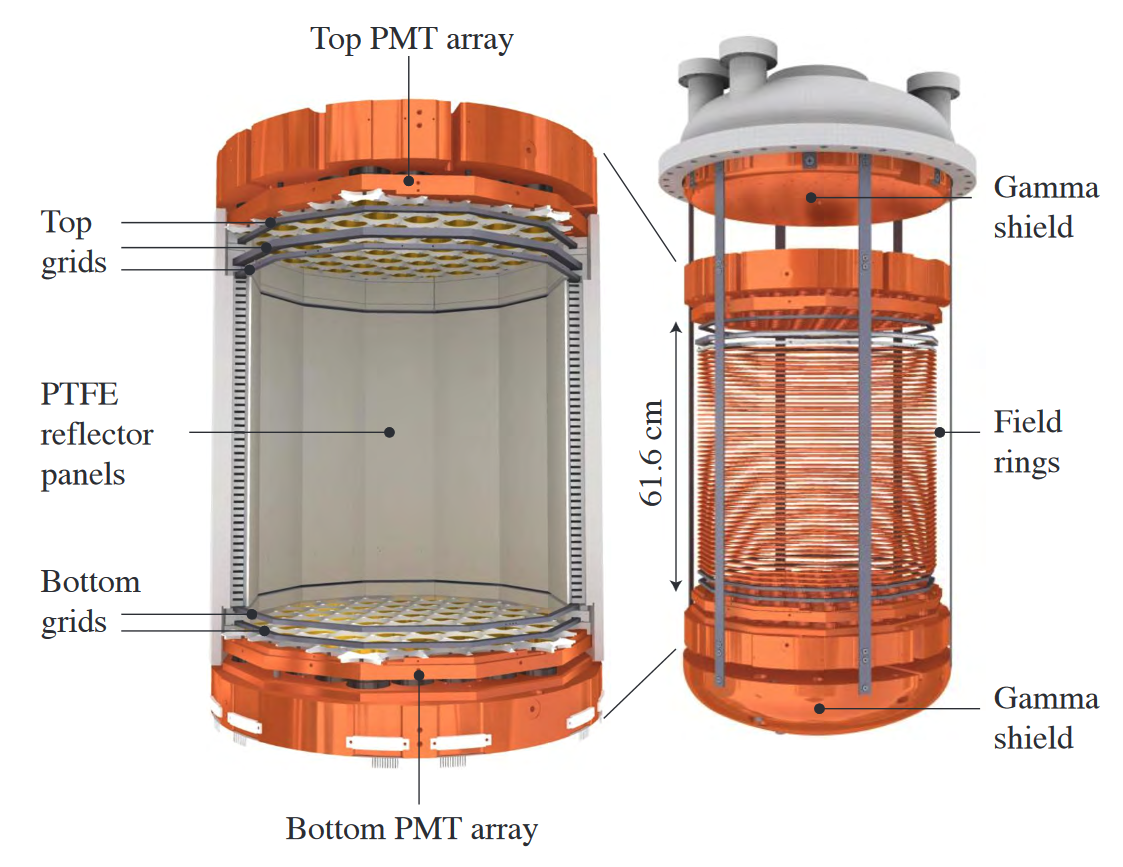 Top PMT array
Top
grids
PTFE
reflector
panels
Bottom
grids
Bottom PMT array
61.6 cm
Gamma
shield
Field
rings
Gamma
shield